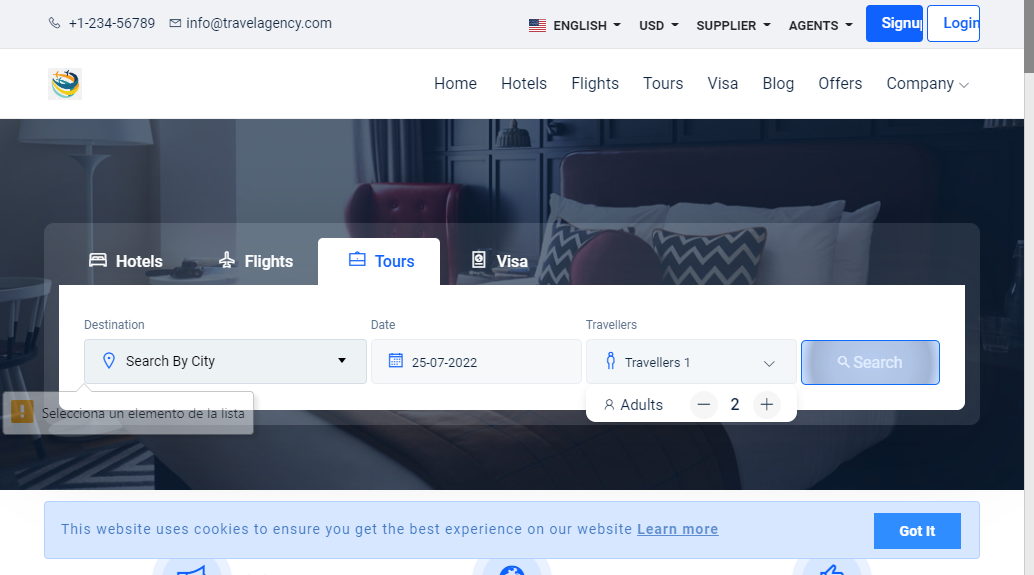 +1-234-56789 info@travelagency.com ENGLISH USD SUPPLIER AGENTS Signup Login
Home Hotels Flights Tours Visa Blog Offers Company
Hotels Flights Tours Visa
Destination Date Travellers
Search By City 25-07-2022 Travellers 1 Search
Adults 2
Selecciona un elemento de la lista
This website uses cookies to ensure you get the best experience on our website Learn more Got It